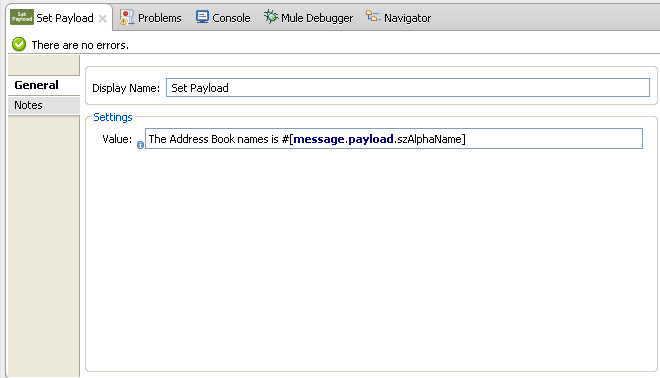 Set Payload Set Payload Problems Console Mule Debugger Navigator
There are no errors.
General
Notes
Display Name: Set Payload
Settings
Value: The Address Book names is #[message.payload.szAlphaName]